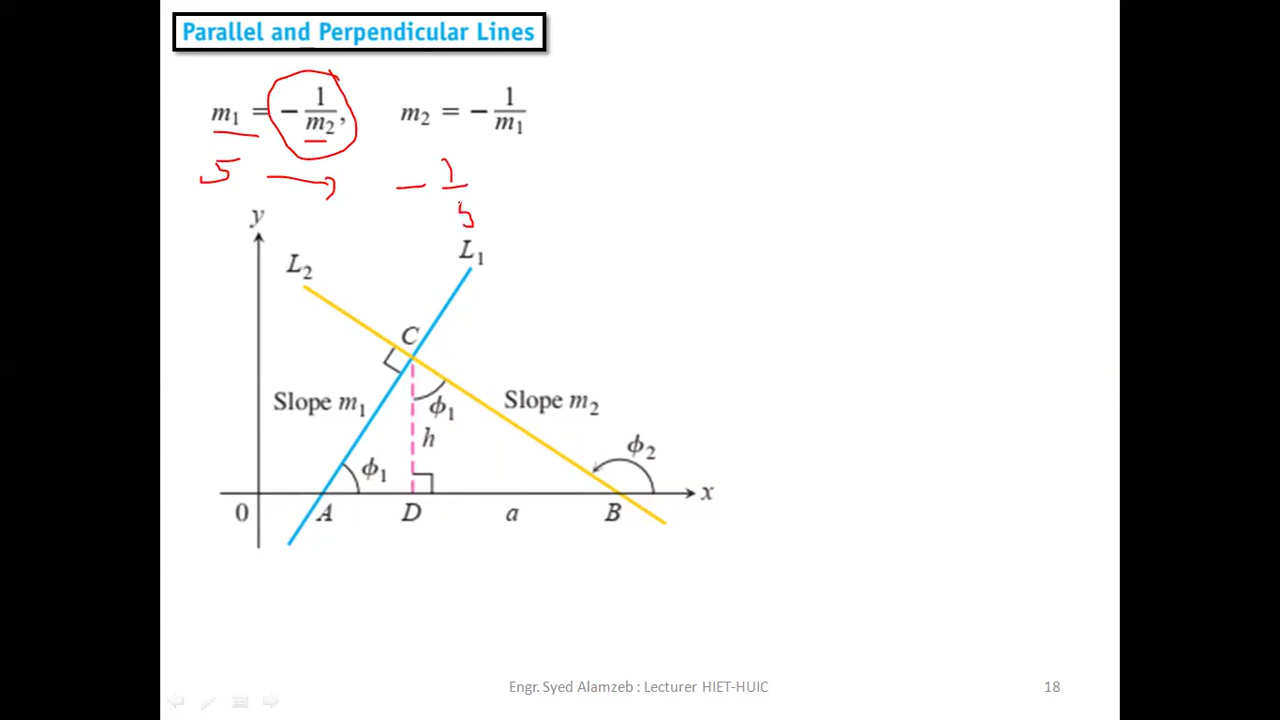 Parallel and Perpendicular Lines
m₁ = − 1/m₂, m₂ = − 1/m₁
5 → − 1/5
y
L₂ L₁
C
Slope m₁ ϕ₁ Slope m₂
h ϕ₂
ϕ₁
x
0 A D a B
Engr. Syed Alamzeb : Lecturer HIET-HUIC 18